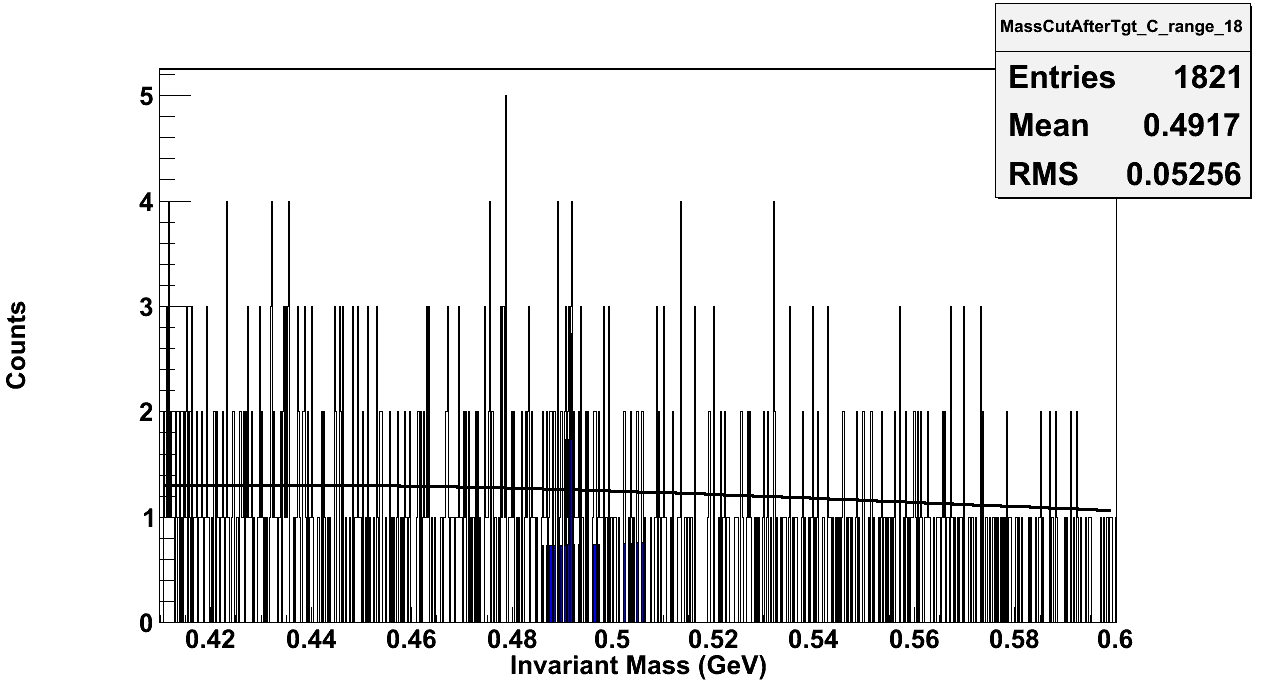 MassCutAfterTgt_C_range_18
Entries 1821
Mean 0.4917
RMS 0.05256
5
4
3
2
1
0
Counts
0.42 0.44 0.46 0.48 0.5 0.52 0.54 0.56 0.58 0.6
Invariant Mass (GeV)